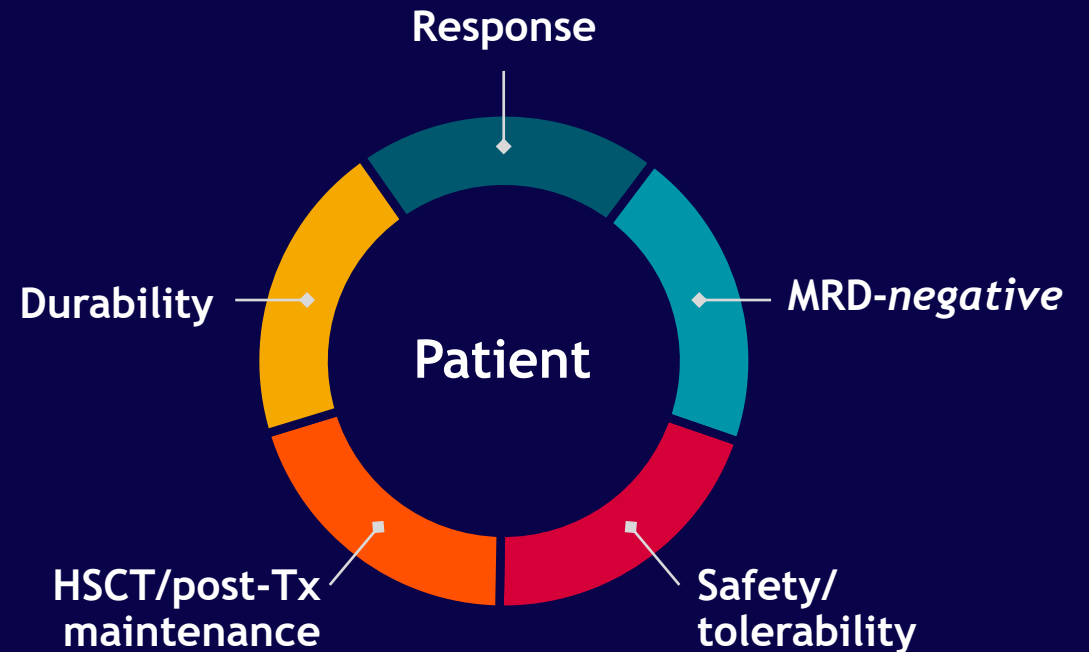 Response
Durability
MRD-negative
Patient
HSCT/post-Tx
maintenance
Safety/
tolerability